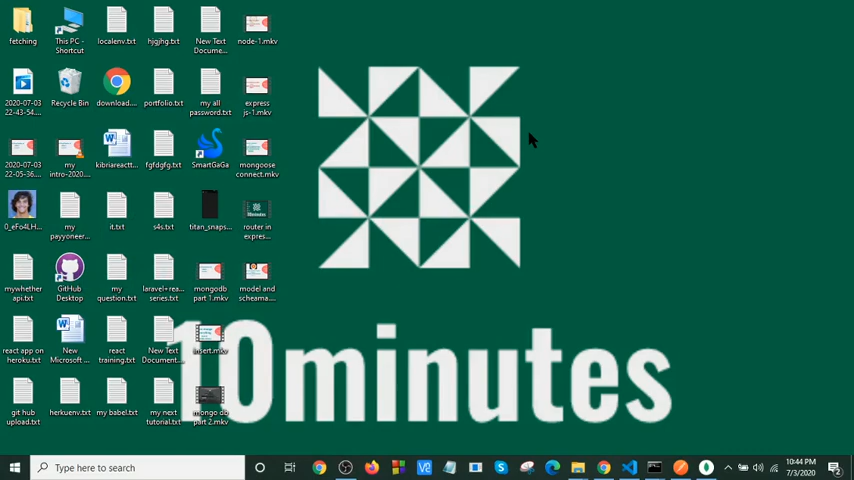 fetching
This PC -
Shortcut
localenv.txt
hjgjhg.txt
New Text
Docume...
node-1.mkv
2020-07-03
22-43-54....
Recycle Bin
download....
portfolio.txt
my all
password.txt
express
js-1.mkv
2020-07-03
22-05-36....
my
intro-2020...
kibriareactt...
fgfdgfg.txt
SmartGaGa
mongoose
connect.mkv
0_eFo4LH...
my
payyoneer...
it.txt
s4s.txt
titan_snaps...
router in
expres...
mywhether
api.txt
GitHub
Desktop
my
question.txt
laravel+rea...
series.txt
mongodb
part 1.mkv
model and
scheama....
react app on
heroku.txt
New
Microsoft ...
react
training.txt
New Text
Document...
insert.mkv
git hub
upload.txt
herkuenv.txt
my babel.txt
my next
tutorial.txt
mongo db
part 2.mkv
10minutes
Type here to search
10:44 PM
7/3/2020
2